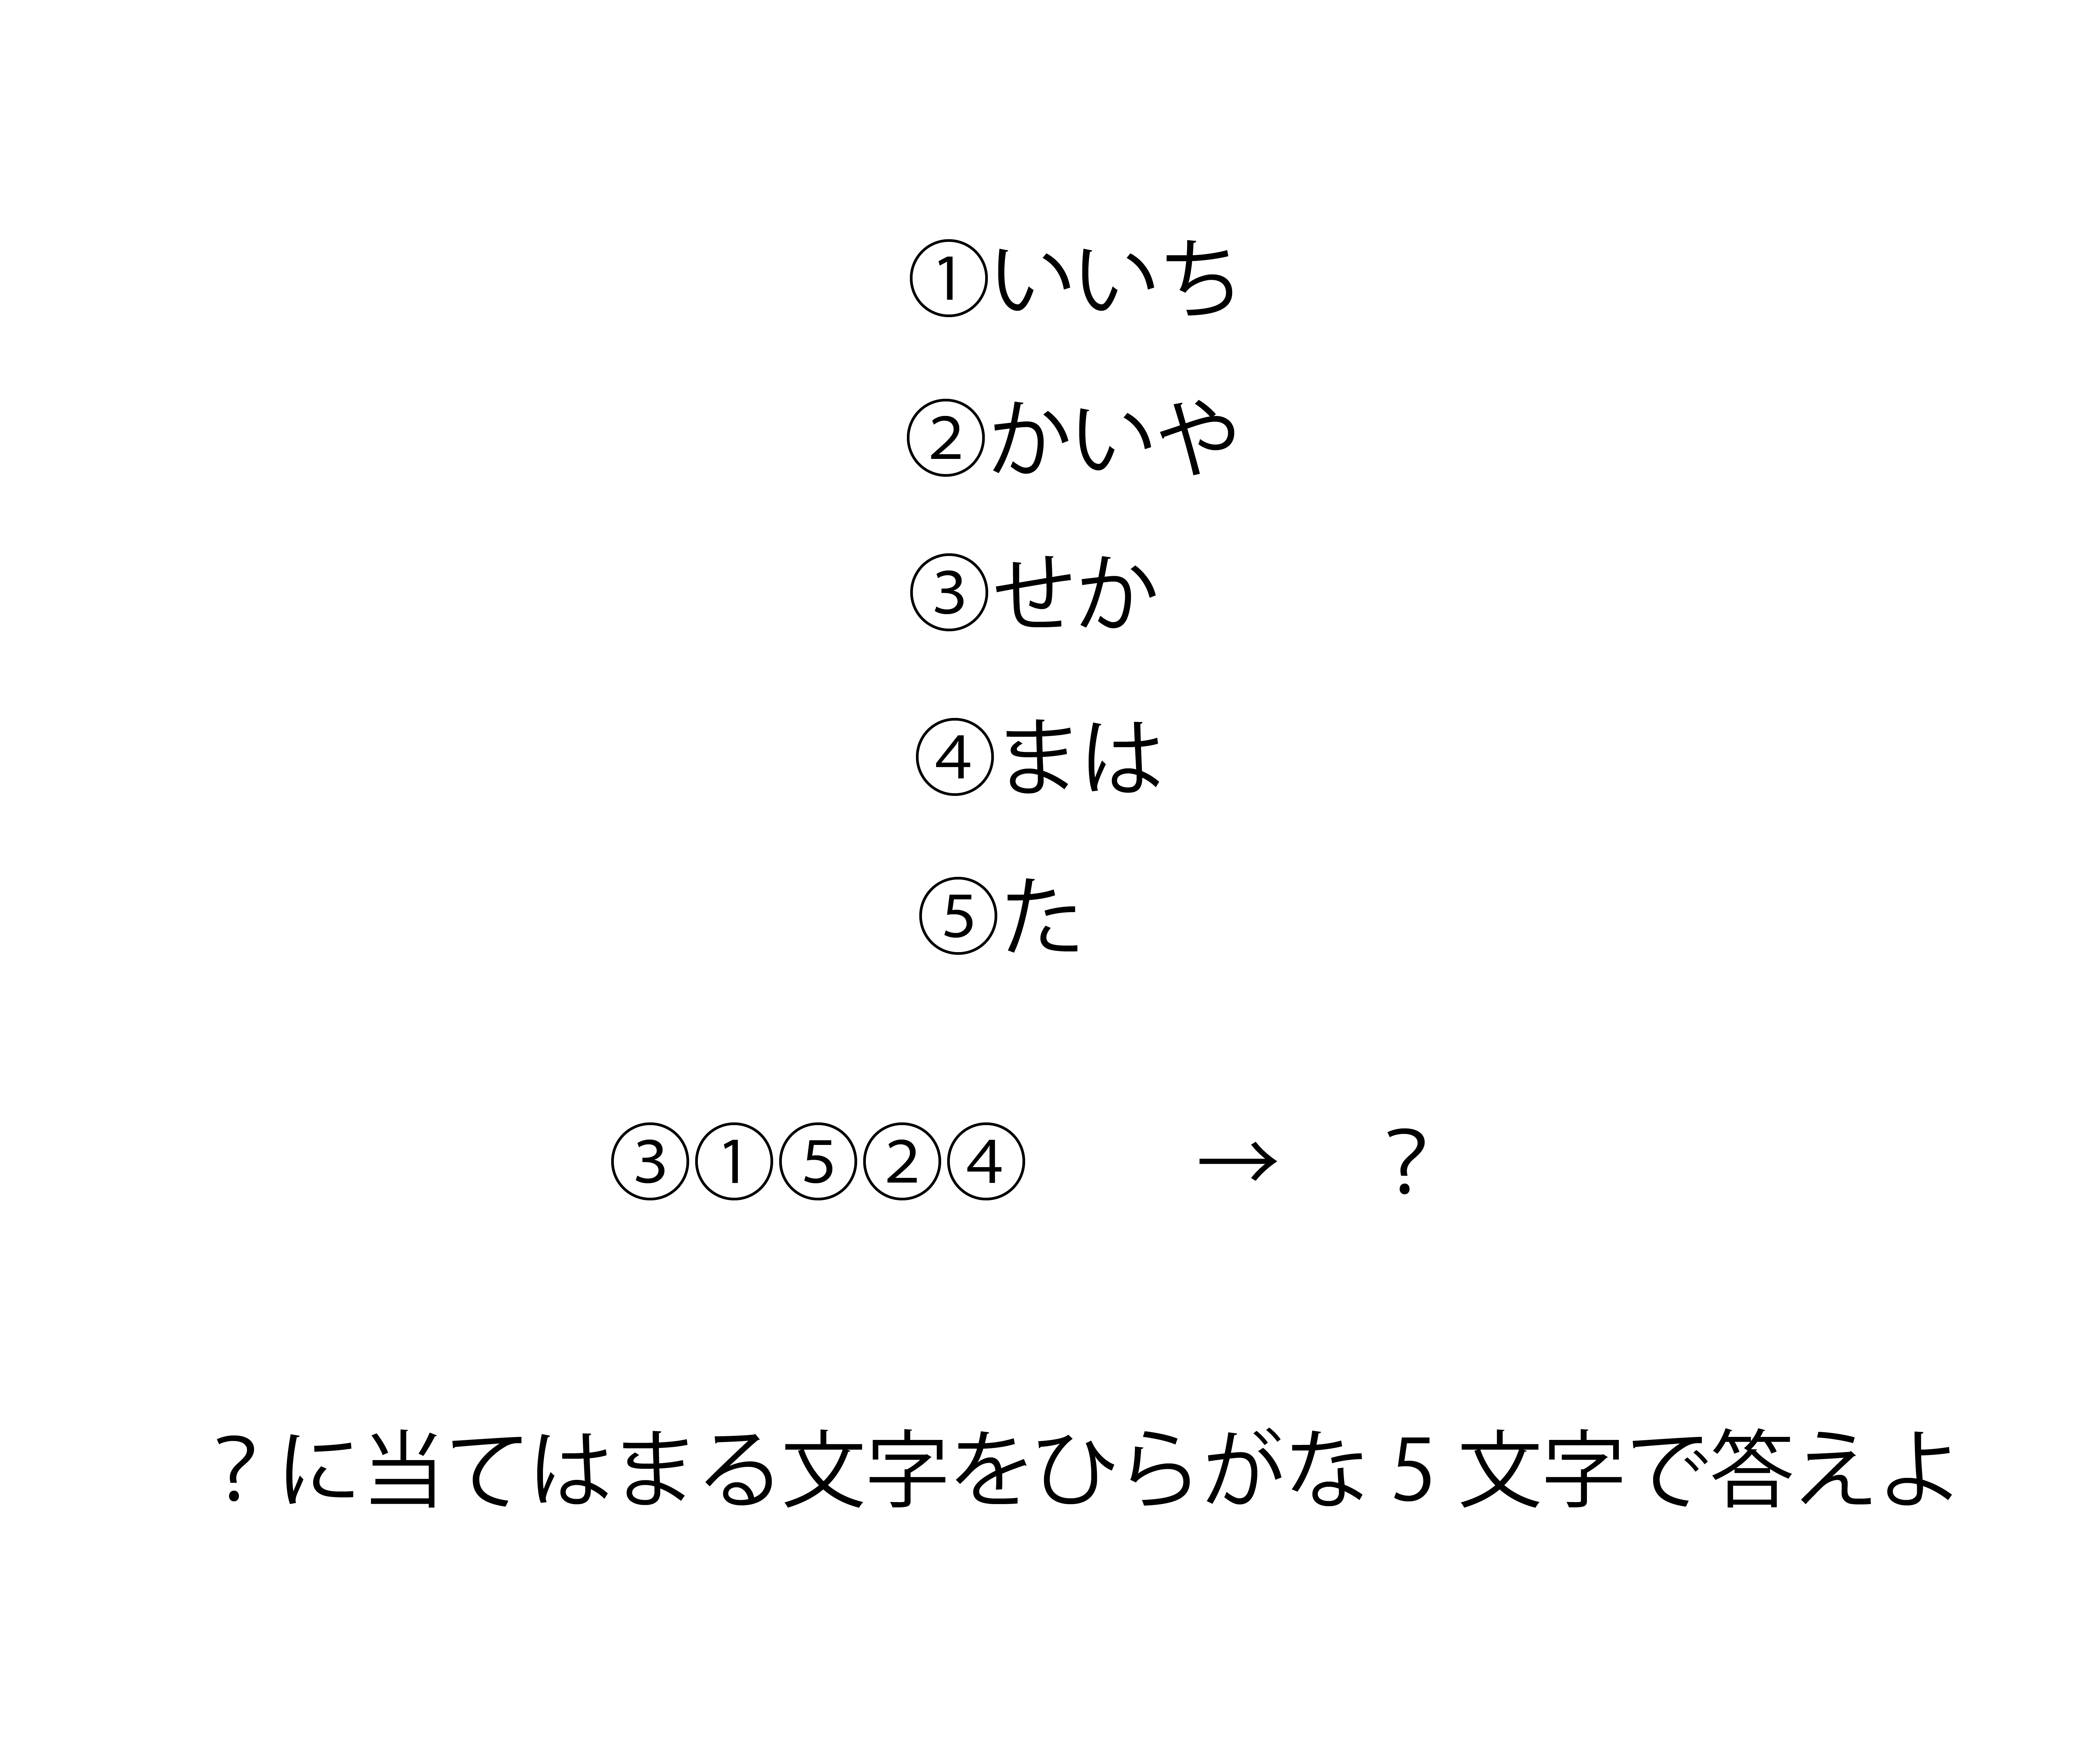 ①いいち
②かいや
③せか
④まは
⑤た
③①⑤②④　→　？
？に当てはまる文字をひらがな５文字で答えよ